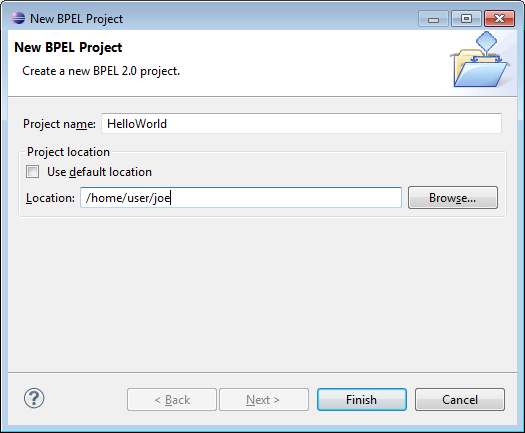 New BPEL Project
New BPEL Project
Create a new BPEL 2.0 project.
Project name: HelloWorld
Project location
Use default location
Location: /home/user/joe Browse...
? < Back Next > Finish Cancel